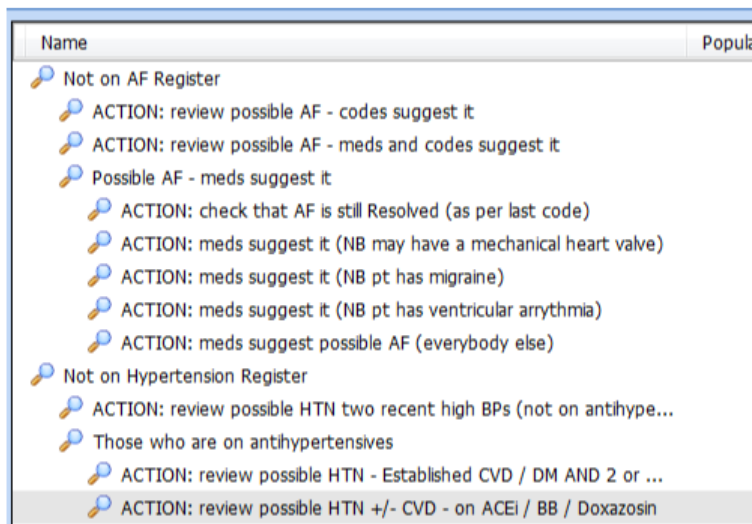 Name Popula
Not on AF Register
ACTION: review possible AF - codes suggest it
ACTION: review possible AF - meds and codes suggest it
Possible AF - meds suggest it
ACTION: check that AF is still Resolved (as per last code)
ACTION: meds suggest it (NB may have a mechanical heart valve)
ACTION: meds suggest it (NB pt has migraine)
ACTION: meds suggest it (NB pt has ventricular arrythmia)
ACTION: meds suggest possible AF (everybody else)
Not on Hypertension Register
ACTION: review possible HTN two recent high BPs (not on antihype...
Those who are on antihypertensives
ACTION: review possible HTN - Established CVD / DM AND 2 or ...
ACTION: review possible HTN +/- CVD - on ACEi / BB / Doxazosin